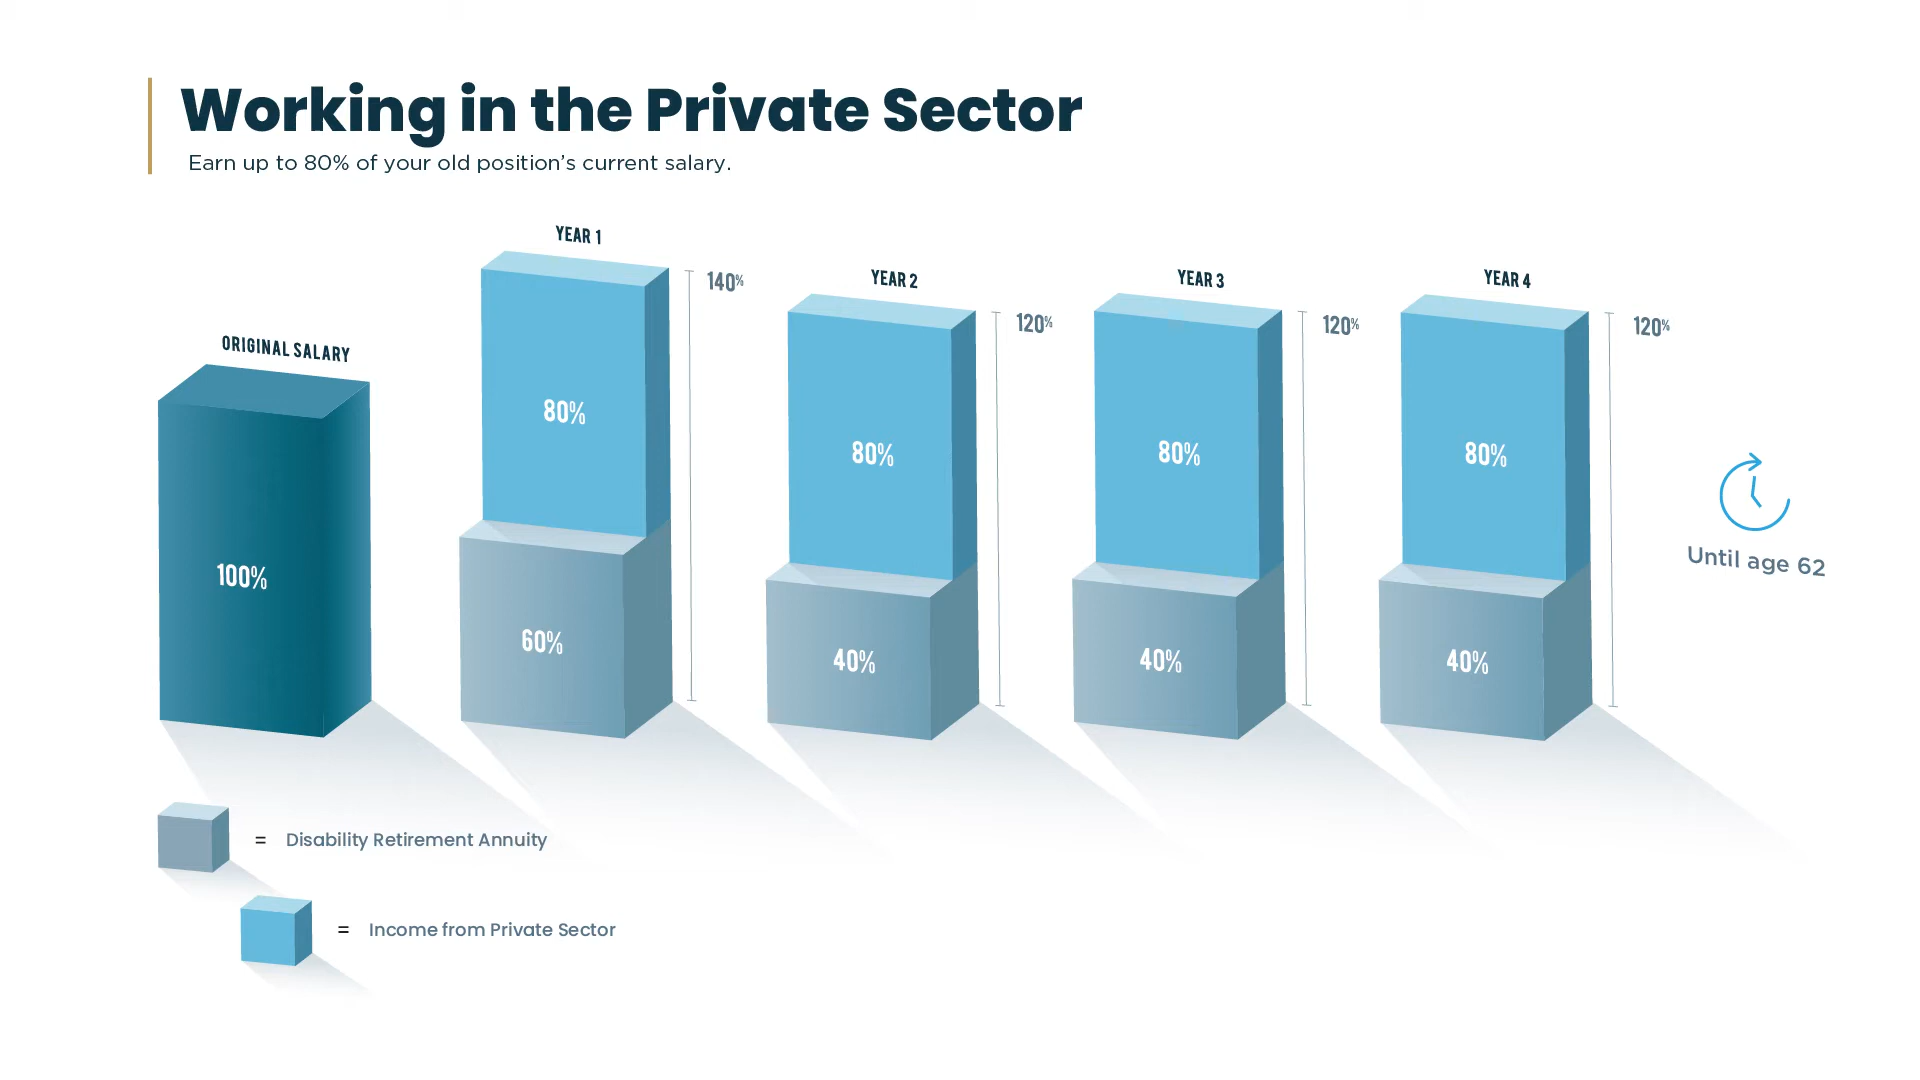 Working in the Private Sector
Earn up to 80% of your old position's current salary.
ORIGINAL SALARY
100%
YEAR 1
140%
80%
60%
YEAR 2
120%
80%
40%
YEAR 3
120%
80%
40%
YEAR 4
120%
80%
40%
Until age 62
= Disability Retirement Annuity
= Income from Private Sector